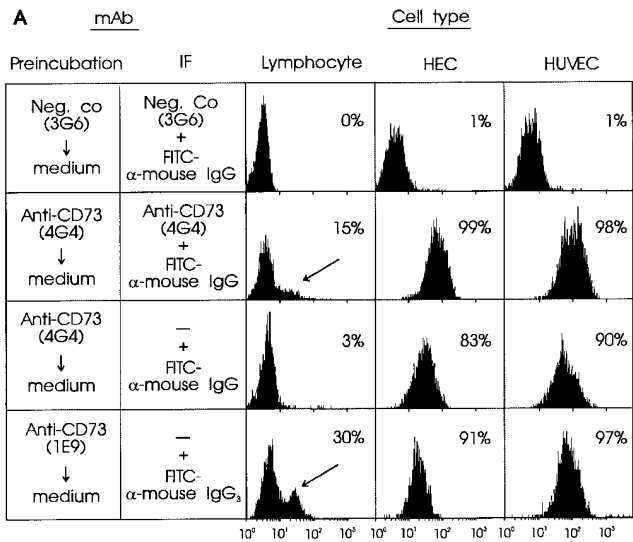 A
mAb
Cell type
Preincubation IF Lymphocyte HEC HUVEC
Neg. co
(3G6)
↓
medium
Neg. Co
(3G6)
+
FITC-
α-mouse IgG
0%
1%
1%
Anti-CD73
(4G4)
↓
medium
Anti-CD73
(4G4)
+
FITC-
α-mouse IgG
15%
99%
98%
Anti-CD73
(4G4)
↓
medium
—
+
FITC-
α-mouse IgG
3%
83%
90%
Anti-CD73
(1E9)
↓
medium
—
+
FITC-
α-mouse IgG₃
30%
91%
97%
10⁰ 10¹ 10² 10³ 10⁰ 10¹ 10² 10³ 10⁰ 10¹ 10² 10³